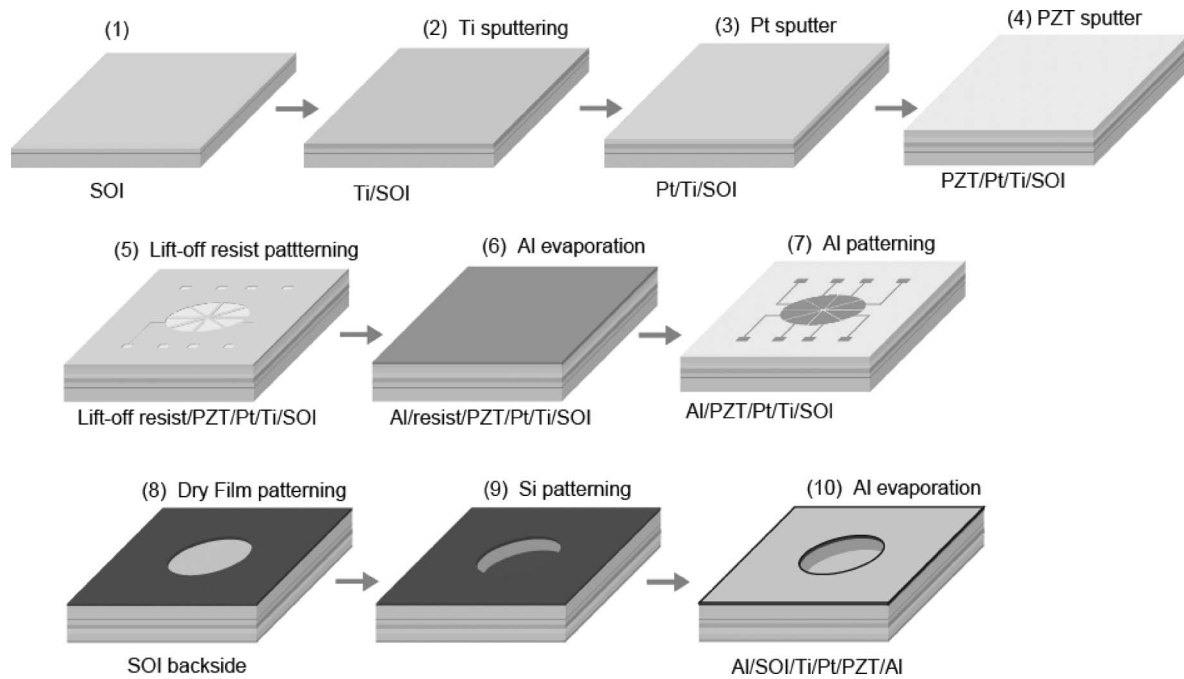 (1)
(2) Ti sputtering
(3) Pt sputter
(4) PZT sputter
SOI
Ti/SOI
Pt/Ti/SOI
PZT/Pt/Ti/SOI
(5) Lift-off resist pattterning
(6) Al evaporation
(7) Al patterning
Lift-off resist/PZT/Pt/Ti/SOI
Al/resist/PZT/Pt/Ti/SOI
Al/PZT/Pt/Ti/SOI
(8) Dry Film patterning
(9) Si patterning
(10) Al evaporation
SOI backside
Al/SOI/Ti/Pt/PZT/Al